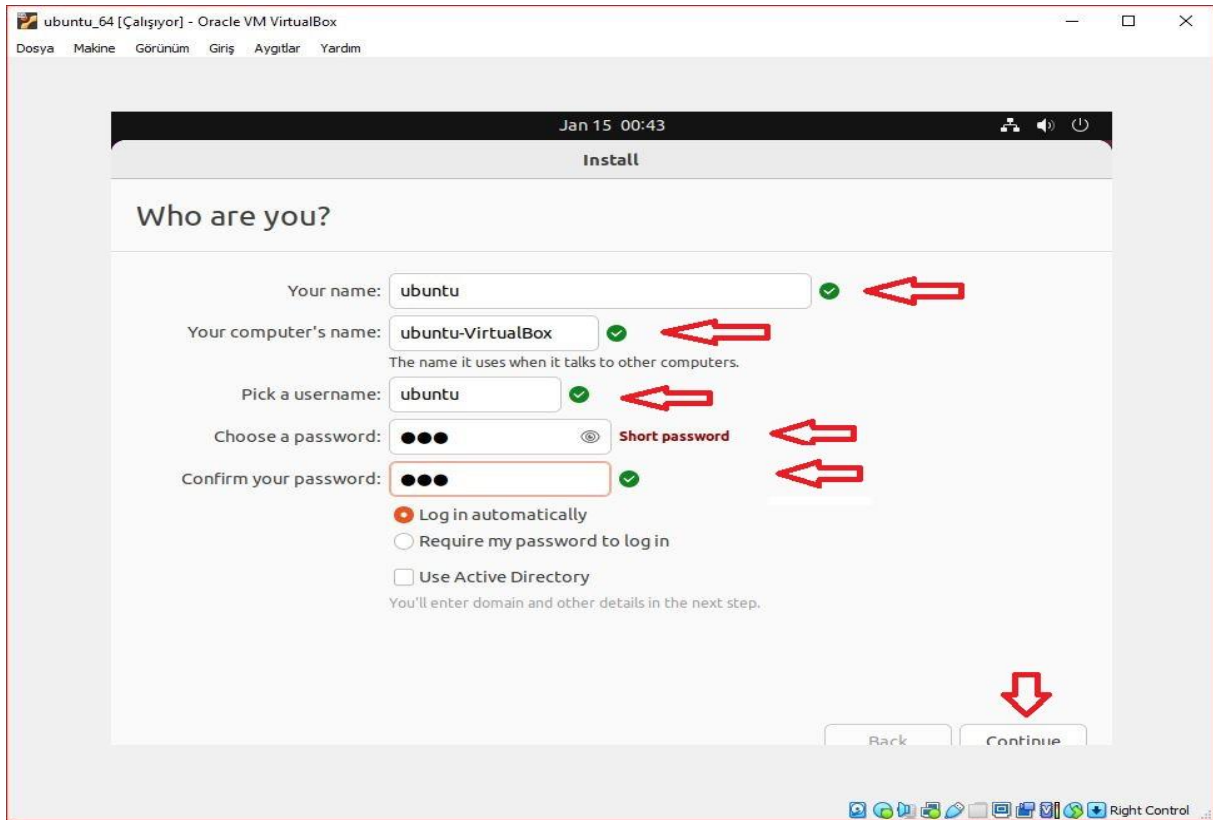 ubuntu_64 [Çalışıyor] - Oracle VM VirtualBox
Dosya Makine Görünüm Giriş Aygıtlar Yardım
Jan 15 00:43
Install
Who are you?
Your name: ubuntu
Your computer's name: ubuntu-VirtualBox
The name it uses when it talks to other computers.
Pick a username: ubuntu
Choose a password: ●●● Short password
Confirm your password: ●●●
Log in automatically
Require my password to log in
Use Active Directory
You'll enter domain and other details in the next step.
Back Continue
Right Control